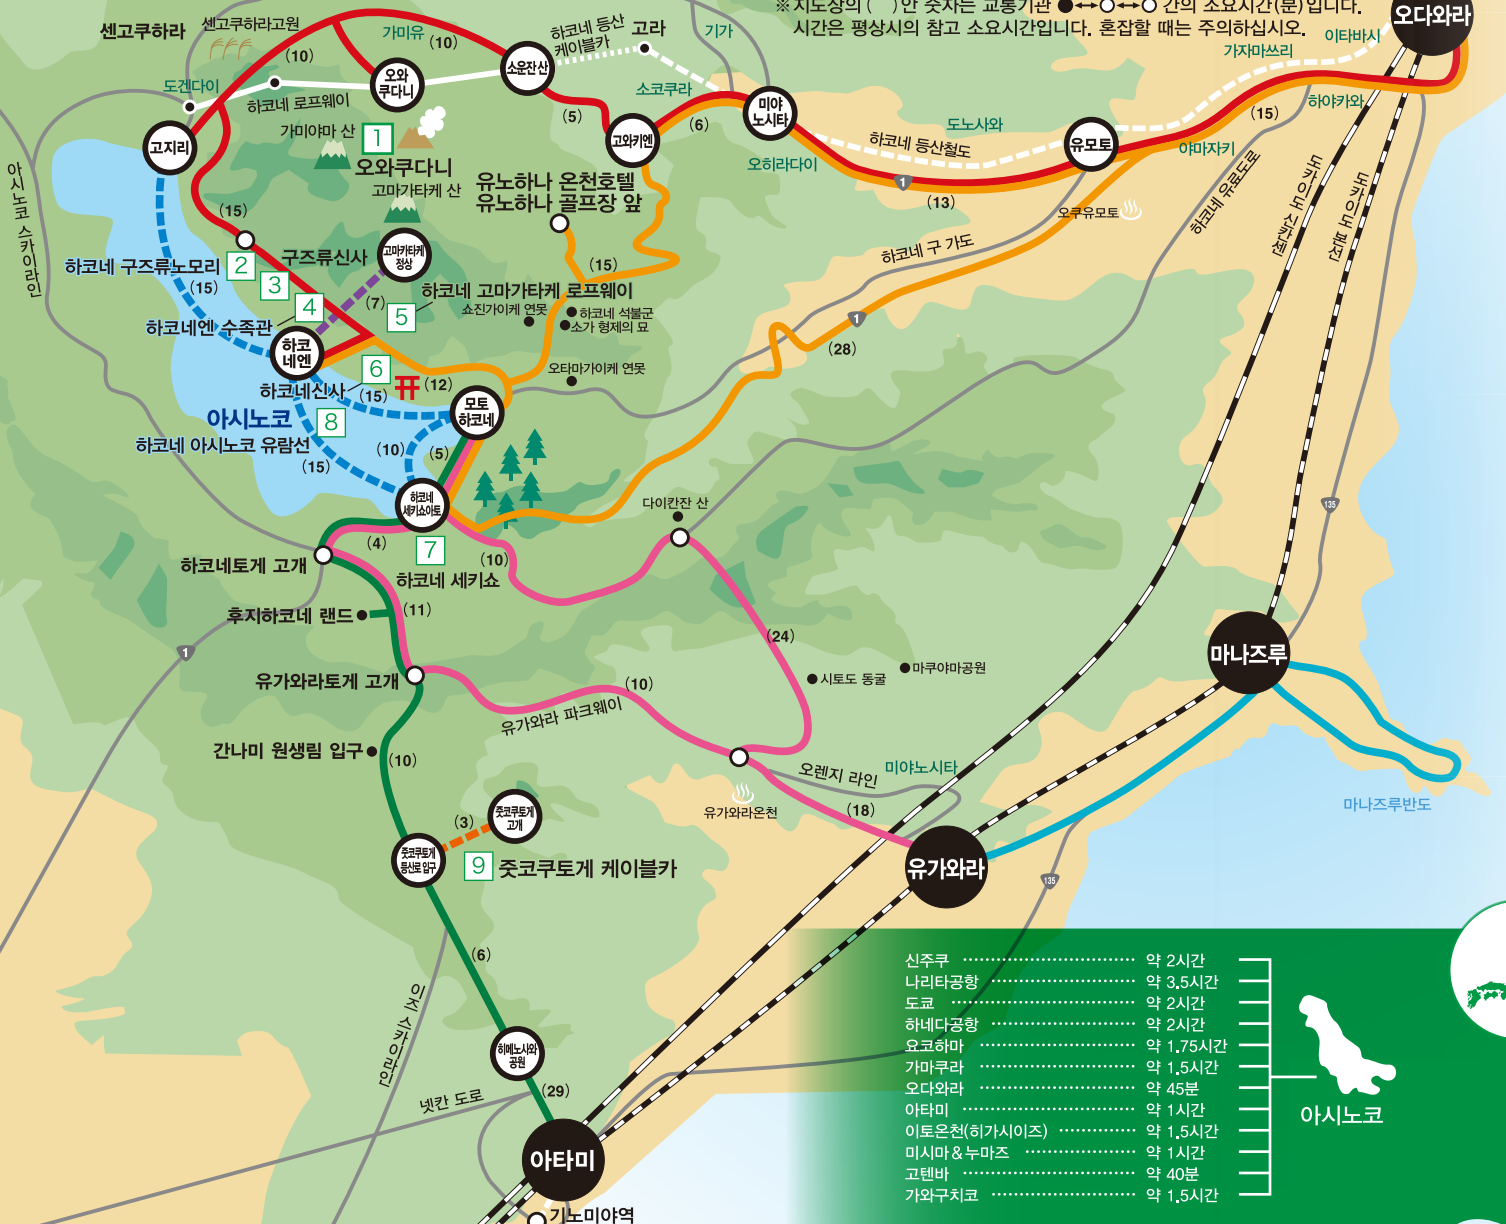 ※지도상의 (　)안 숫자는 교통기관 간의 소요시간(분)입니다.
시간은 평상시의 참고 소요시간입니다. 혼잡할 때는 주의하십시오.
오다와라
센고쿠하라
센고쿠하라고원
(10)
가미유
(10)
하코네 등산
케이블카
고라
기가
이타바시
가자마쓰리
도겐다이
하코네 로프웨이
오와
쿠다니
소운잔 산
소코쿠라
(5)
(6)
미야
노시타
하야카와
(15)
고지리
가미야마 산
1
오와쿠다니
고와키엔
오히라다이
하코네 등산철도
도노사와
유모토
야마자키
고마가타케 산
유노하나 온천호텔
유노하나 골프장 앞
1
(13)
오쿠유모토
하코네 유료도로
도카이도 신칸센
도카이도 본선
아시노코 스카이라인
(15)
하코네 구즈류노모리
2
(15)
3
구즈류신사
고마카타케
정상
(15)
하코네 구 가도
4
(7)
5
하코네 고마가타케 로프웨이
쇼진가이케 연못
하코네 석불군
소가 형제의 묘
하코네엔 수족관
하코
네엔
1
(28)
6
하코네신사
(15)
(12)
오타마가이케 연못
아시노코
8
모토
하코네
하코네 아시노코 유람선
(15)
(10)
(5)
하코네
세키쇼아토
다이칸잔 산
135
(4)
7
(10)
하코네토게 고개
하코네 세키쇼
후지하코네 랜드
(11)
(24)
1
마나즈루
마쿠야마공원
시토도 동굴
유가와라토게 고개
(10)
유가와라 파크웨이
간나미 원생림 입구
(10)
오렌지 라인
미야노시타
유가와라온천
(18)
마나즈루반도
(3)
줏코쿠토게
고개
줏코쿠토게
등산로 입구
9
줏코쿠토게 케이블카
유가와라
135
(6)
이즈 스카이라인
히메노사와
공원
(29)
넷칸 도로
아타미
기노미야역
신주쿠 약 2시간
나리타공항 약 3.5시간
도쿄 약 2시간
하네다공항 약 2시간
요코하마 약 1.75시간
가마쿠라 약 1.5시간
오다와라 약 45분
아타미 약 1시간
이토온천(히가시이즈) 약 1.5시간
미시마&누마즈 약 1시간
고텐바 약 40분
가와구치코 약 1.5시간
아시노코